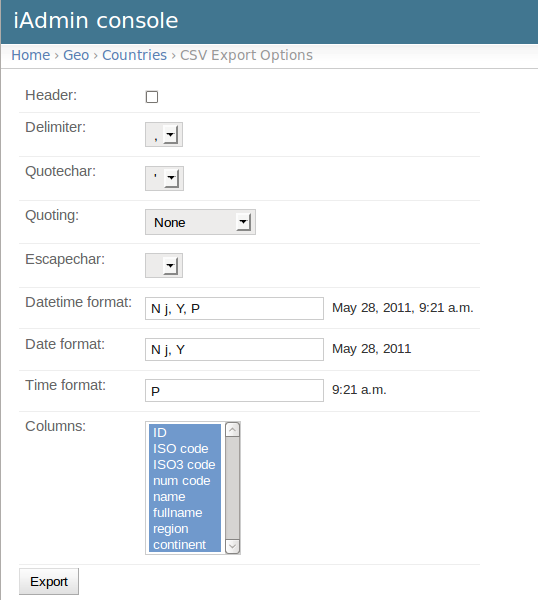 iAdmin console
Home › Geo › Countries › CSV Export Options
Header:
Delimiter: ,
Quotechar: '
Quoting: None
Escapechar:
Datetime format: N j, Y, P May 28, 2011, 9:21 a.m.
Date format: N j, Y May 28, 2011
Time format: P 9:21 a.m.
Columns: ID
ISO code
ISO3 code
num code
name
fullname
region
continent
Export